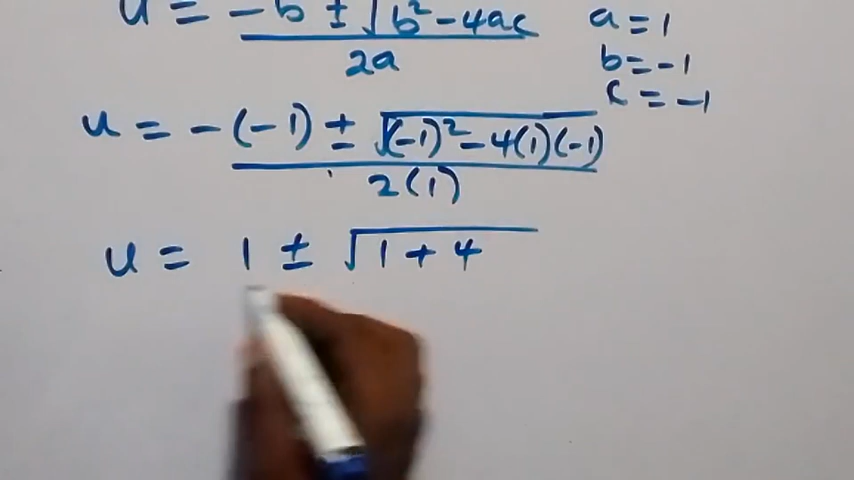 u = -b ± √b² - 4ac
2a
a = 1
b = -1
c = -1
u = -(-1) ± √(-1)² - 4(1)(-1)
2(1)
u = 1 ± √1 + 4